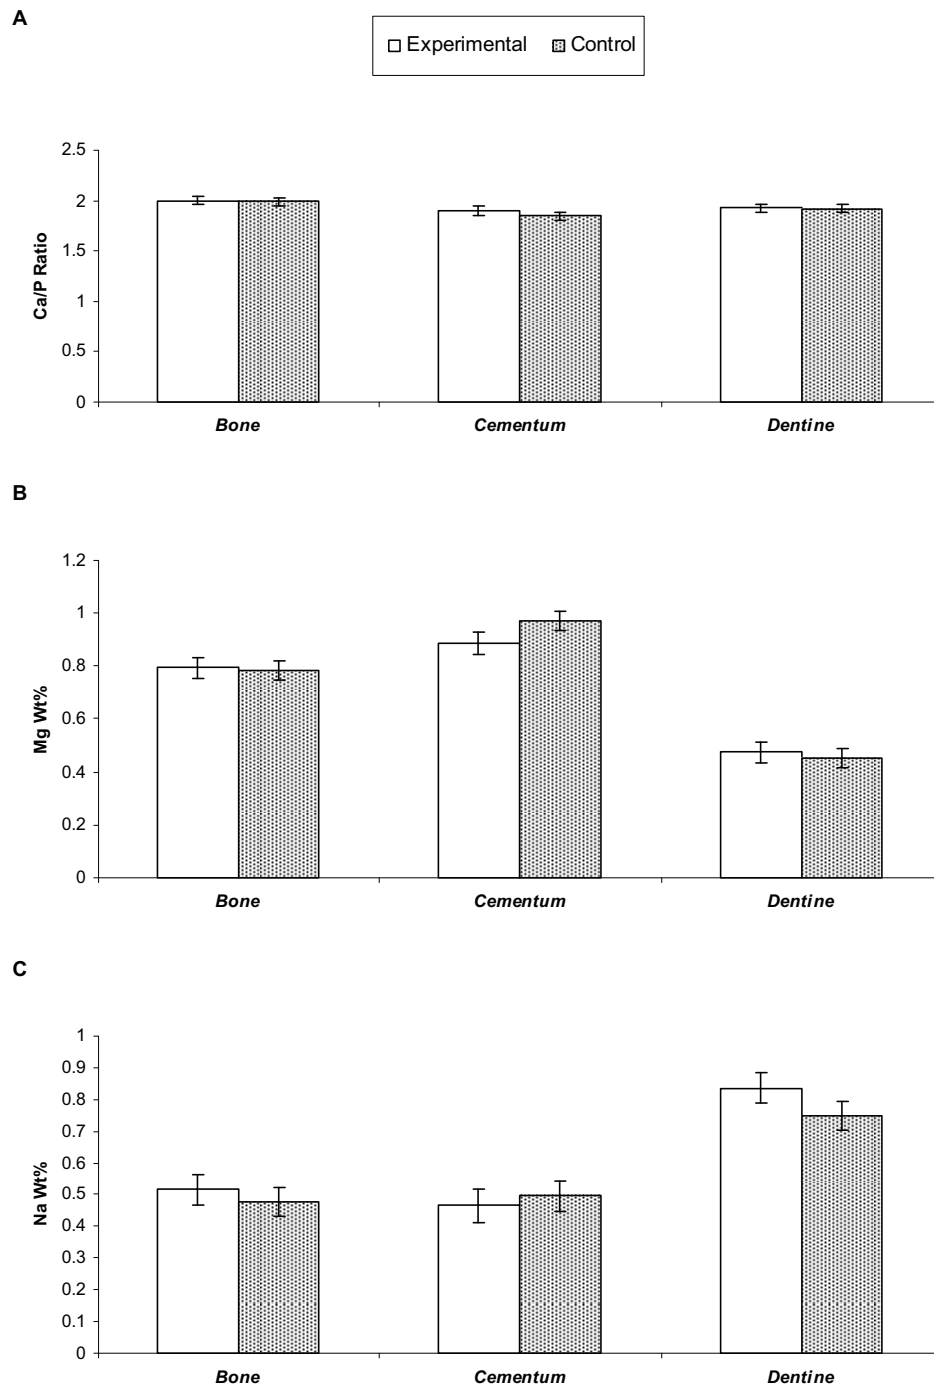 A
Experimental Control
2.5
2
1.5
1
0.5
0
Ca/P Ratio
Bone Cementum Dentine
B
1.2
1
0.8
0.6
0.4
0.2
0
Mg Wt%
Bone Cementum Dentine
C
1
0.9
0.8
0.7
0.6
0.5
0.4
0.3
0.2
0.1
0
Na Wt%
Bone Cementum Dentine